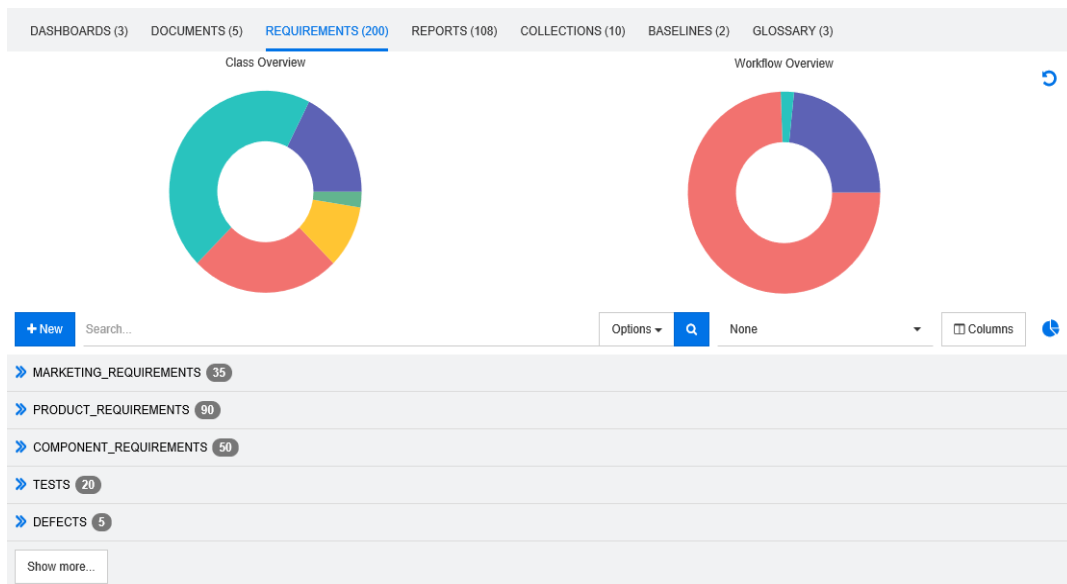 DASHBOARDS (3) DOCUMENTS (5) REQUIREMENTS (200) REPORTS (108) COLLECTIONS (10) BASELINES (2) GLOSSARY (3)
Class Overview Workflow Overview
+ New Search... Options None Columns
MARKETING_REQUIREMENTS 35
PRODUCT_REQUIREMENTS 90
COMPONENT_REQUIREMENTS 50
TESTS 20
DEFECTS 5
Show more...